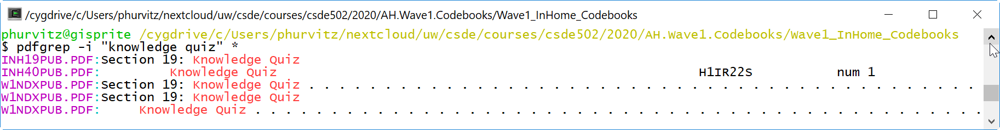 /cygdrive/c/Users/phurvitz/nextcloud/uw/csde/courses/csde502/2020/AH.Wave1.Codebooks/Wave1_InHome_Codebooks
phurvitz@gisprite /cygdrive/c/Users/phurvitz/nextcloud/uw/csde/courses/csde502/2020/AH.Wave1.Codebooks/Wave1_InHome_Codebooks
$ pdfgrep -i "knowledge quiz" *
INH19PUB.PDF:Section 19: Knowledge Quiz
INH40PUB.PDF:         Knowledge Quiz                                                       H1IR22S           num 1
W1NDXPUB.PDF:Section 19: Knowledge Quiz . . . . . . . . . . . . . . . . . . . . . . . . . . . . . . . . . . . . . . . . . . . .
W1NDXPUB.PDF:Section 19: Knowledge Quiz
W1NDXPUB.PDF:     Knowledge Quiz . . . . . . . . . . . . . . . . . . . . . . . . . . . . . . . . . . . . . . . . . . . . . . . .